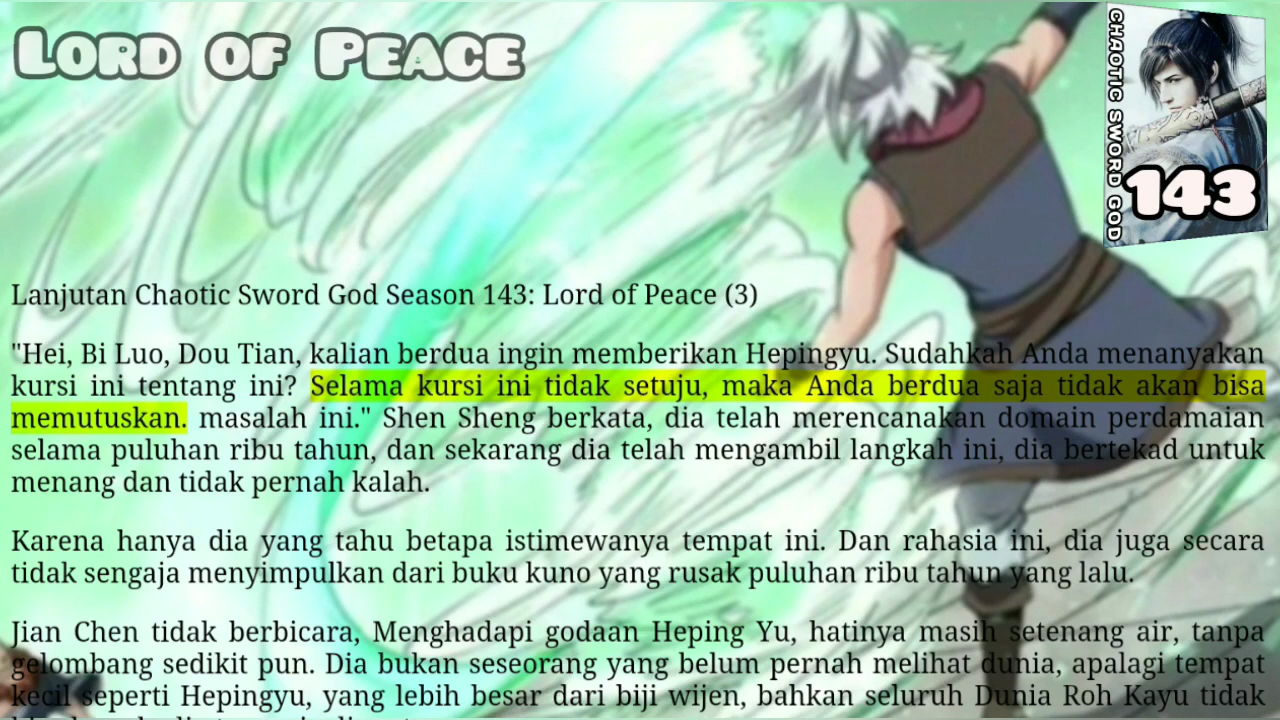 Lord of Peace
CHAOTIC SWORD GOD
143
Lanjutan Chaotic Sword God Season 143: Lord of Peace (3)
"Hei, Bi Luo, Dou Tian, kalian berdua ingin memberikan Hepingyu. Sudahkah Anda menanyakan
kursi ini tentang ini? Selama kursi ini tidak setuju, maka Anda berdua saja tidak akan bisa
memutuskan. masalah ini." Shen Sheng berkata, dia telah merencanakan domain perdamaian
selama puluhan ribu tahun, dan sekarang dia telah mengambil langkah ini, dia bertekad untuk
menang dan tidak pernah kalah.
Karena hanya dia yang tahu betapa istimewanya tempat ini. Dan rahasia ini, dia juga secara
tidak sengaja menyimpulkan dari buku kuno yang rusak puluhan ribu tahun yang lalu.
Jian Chen tidak berbicara, Menghadapi godaan Heping Yu, hatinya masih setenang air, tanpa
gelombang sedikit pun. Dia bukan seseorang yang belum pernah melihat dunia, apalagi tempat
kecil seperti Hepingyu, yang lebih besar dari biji wijen, bahkan seluruh Dunia Roh Kayu tidak